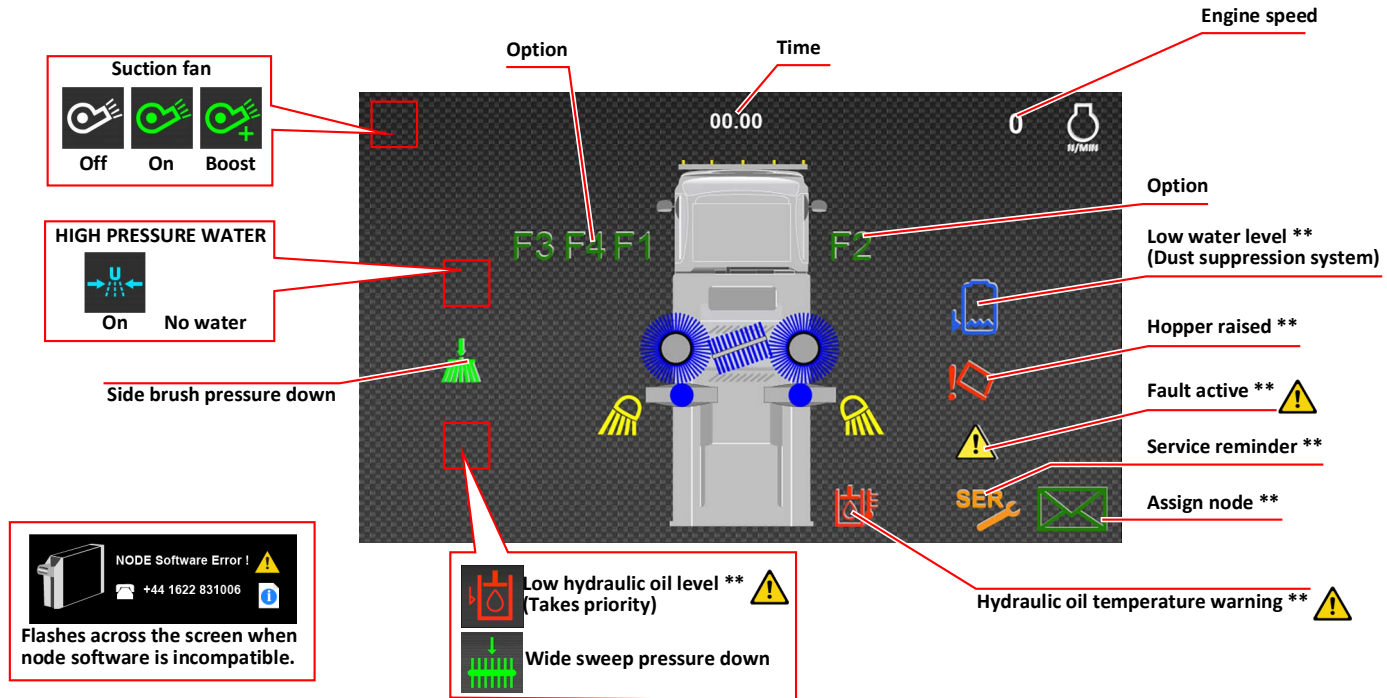 Engine speed
Option
Time
Suction fan
Off
On
Boost
00.00
0
N/MIN
Option
HIGH PRESSURE WATER
On
No water
F3 F4 F1
F2
Low water level **
(Dust suppression system)
Hopper raised **
Side brush pressure down
Fault active **
Service reminder **
SER
Assign node **
NODE Software Error !
+44 1622 831006
Flashes across the screen when
node software is incompatible.
Low hydraulic oil level **
(Takes priority)
Wide sweep pressure down
Hydraulic oil temperature warning **